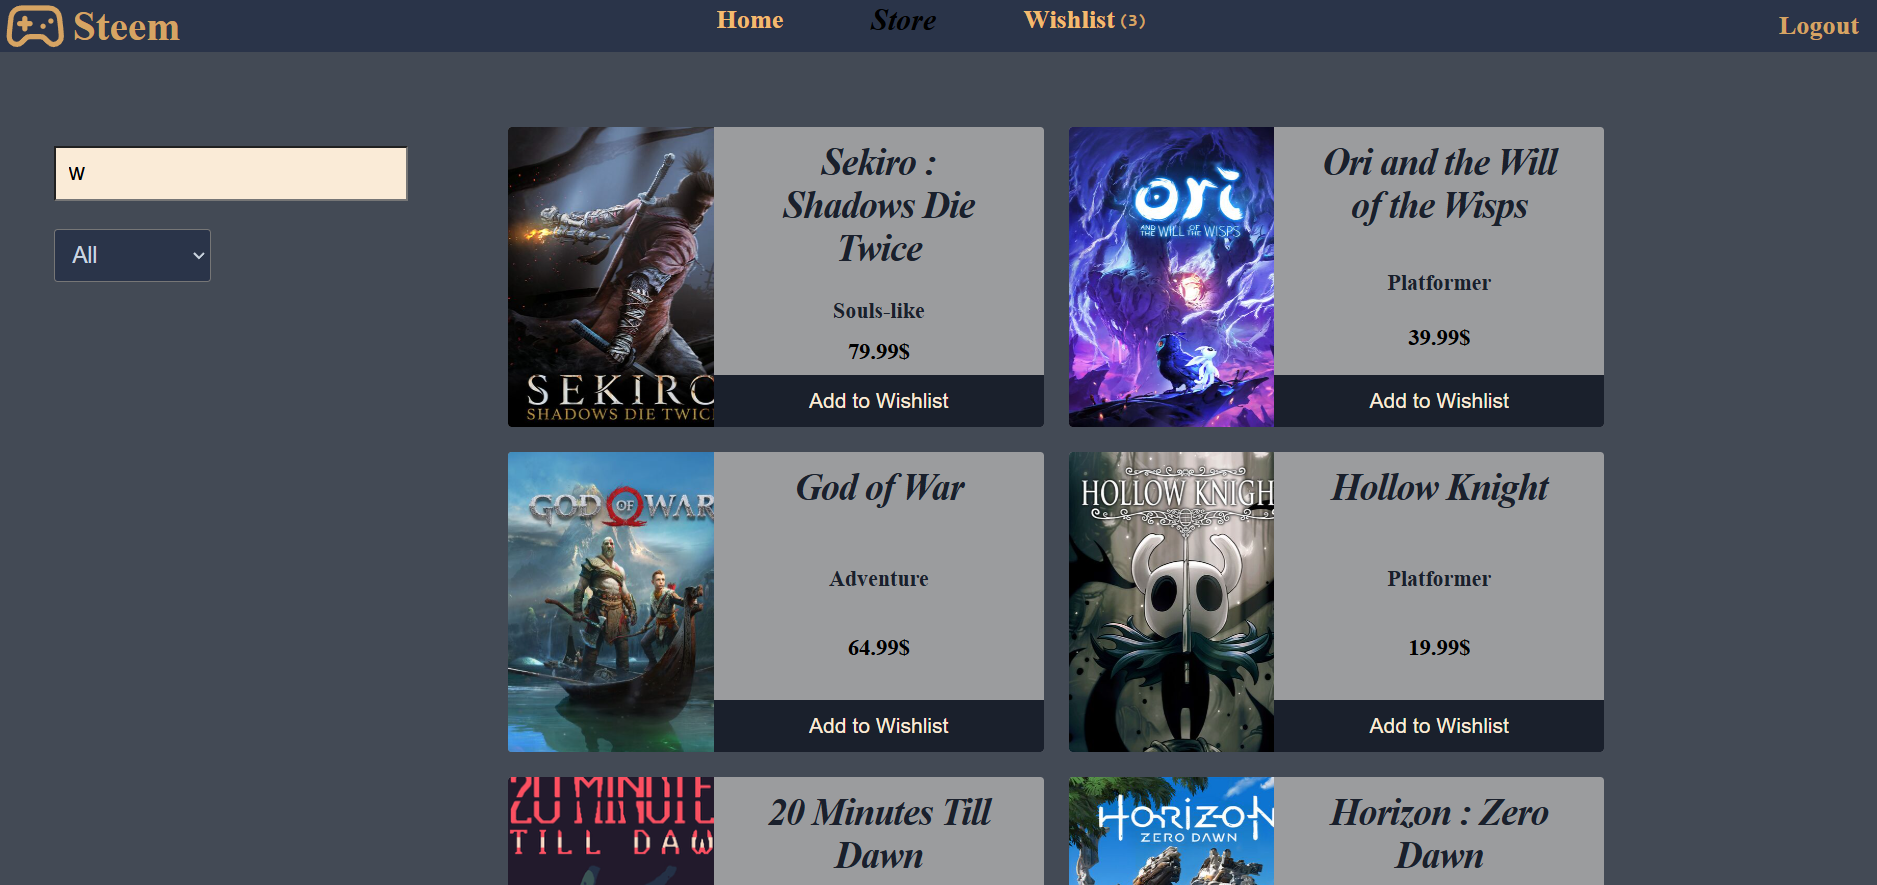 Steem
Home
Store
Wishlist (3)
Logout
w
All
SEKIRO
SHADOWS DIE TWICE
Sekiro :
Shadows Die
Twice
Souls-like
79.99$
Add to Wishlist
ori
AND THE WILL OF THE WISPS
Ori and the Will
of the Wisps
Platformer
39.99$
Add to Wishlist
GOD OF WAR
God of War
Adventure
64.99$
Add to Wishlist
HOLLOW KNIGH
Hollow Knight
Platformer
19.99$
Add to Wishlist
20 MINUTE
TILL DAW
20 Minutes Till
Dawn
HORIZON
ZERO DAWN
Horizon : Zero
Dawn